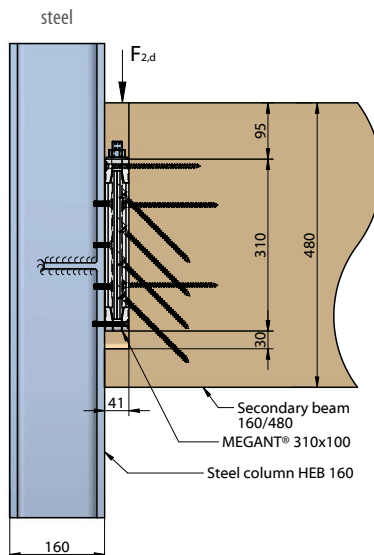 steel
F2,d
95
310
480
30
41
Secondary beam
160/480
MEGANT® 310x100
Steel column HEB 160
160